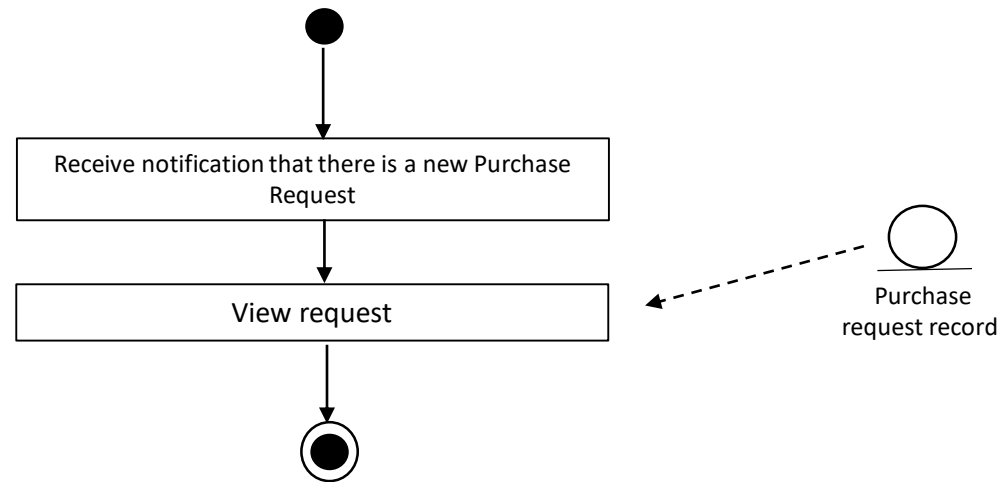 Receive notification that there is a new Purchase
Request
View request
Purchase
request record